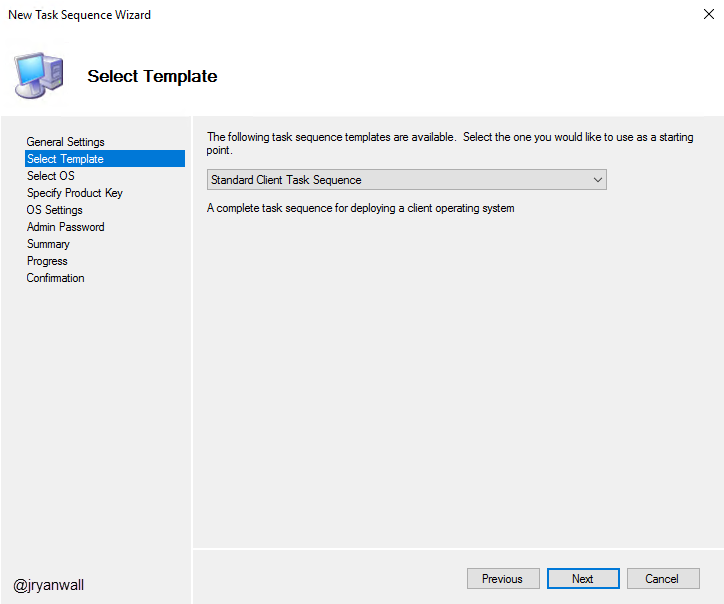 New Task Sequence Wizard
Select Template
General Settings
Select Template
Select OS
Specify Product Key
OS Settings
Admin Password
Summary
Progress
Confirmation
The following task sequence templates are available.  Select the one you would like to use as a starting
point.
Standard Client Task Sequence
A complete task sequence for deploying a client operating system
@jryanwall
Previous
Next
Cancel